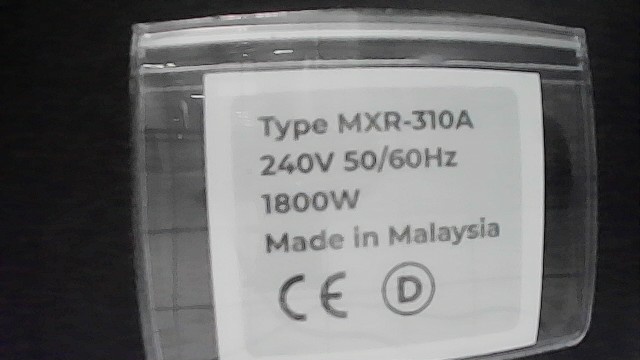 Type MXR-310A
240V 50/60Hz
1800W
Made in Malaysia
CE D